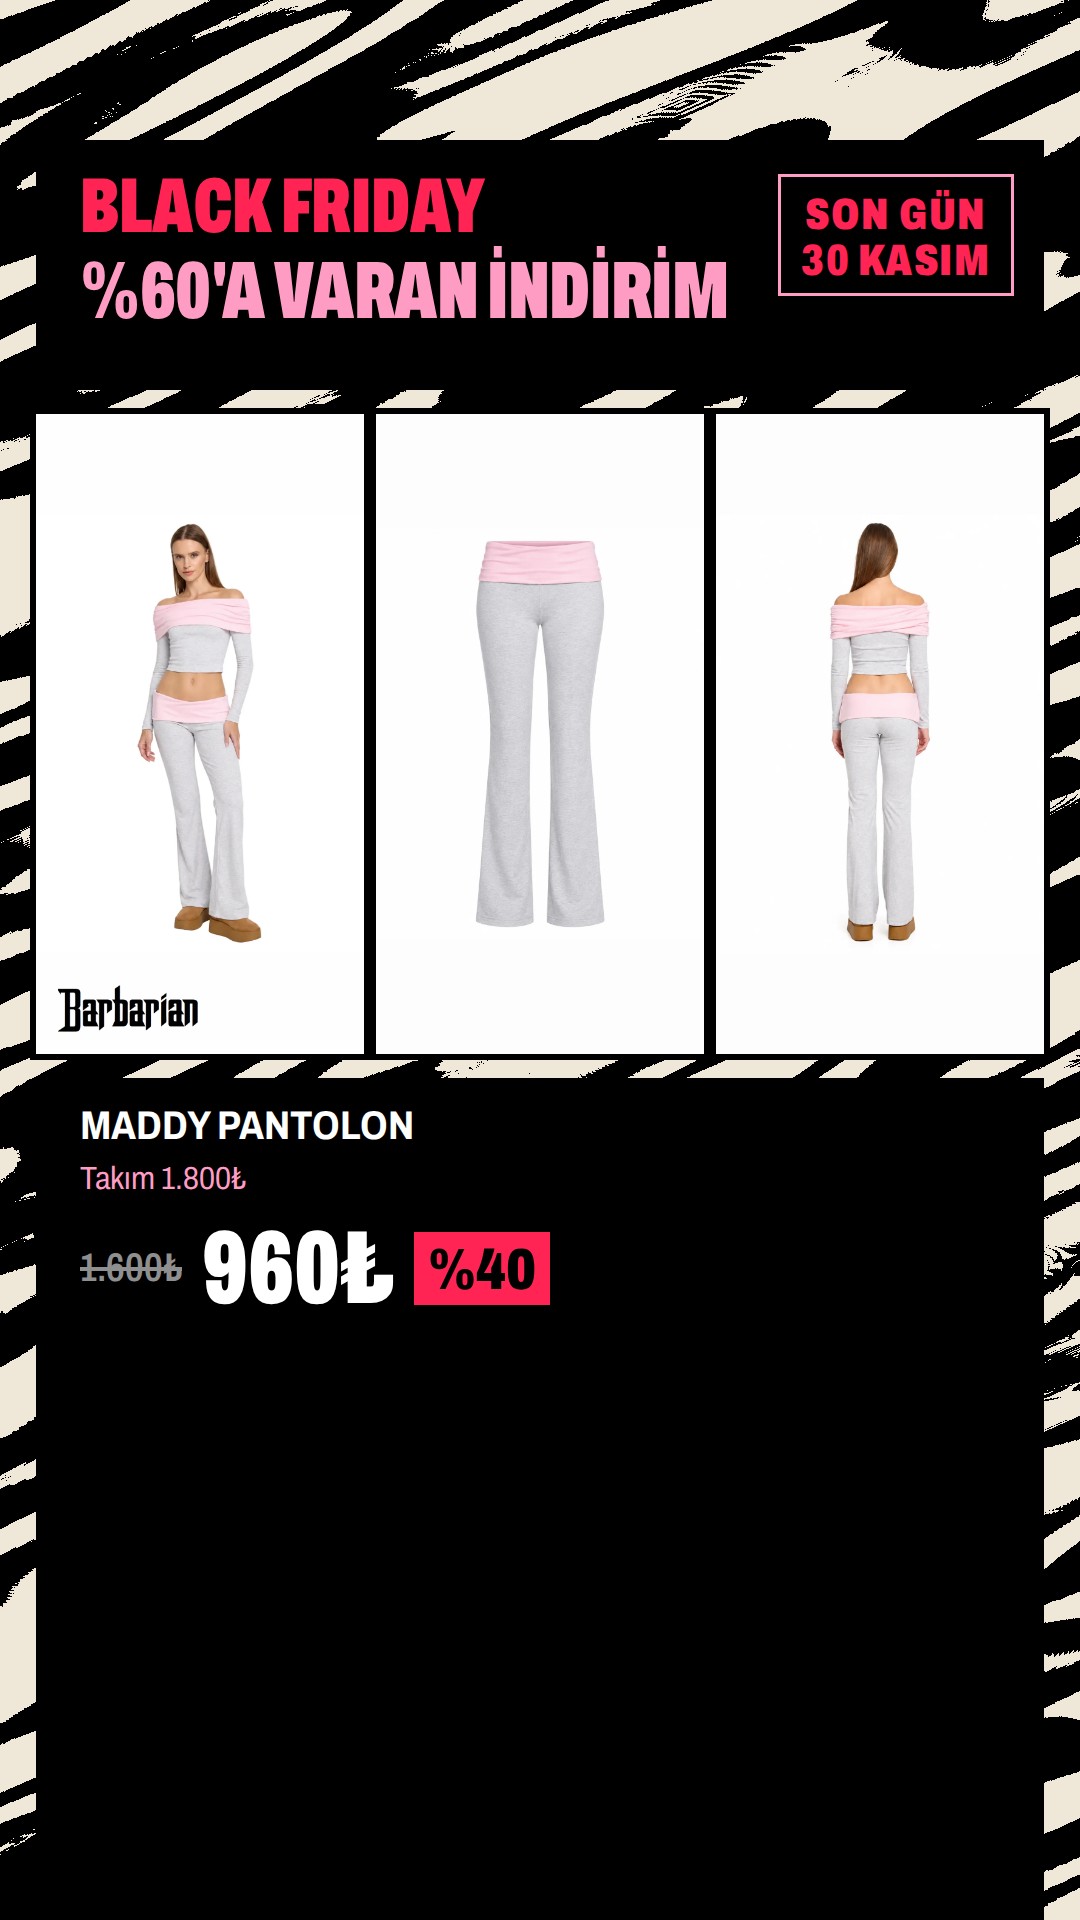 BLACK FRIDAY
%60'A VARAN İNDİRİM
SON GÜN
30 KASIM
Barbarian
MADDY PANTOLON
Takım 1.800₺
1.600₺ 960₺ %40